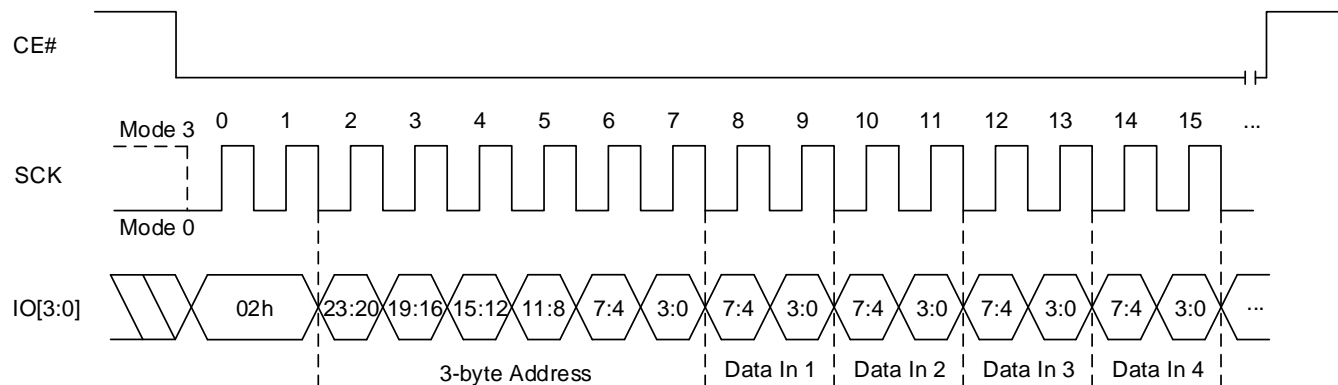 CE#
0 1 2 3 4 5 6 7 8 9 10 11 12 13 14 15 ...
Mode 3
SCK
Mode 0
IO[3:0] 02h 23:20 19:16 15:12 11:8 7:4 3:0 7:4 3:0 7:4 3:0 7:4 3:0 7:4 3:0 ...
3-byte Address Data In 1 Data In 2 Data In 3 Data In 4